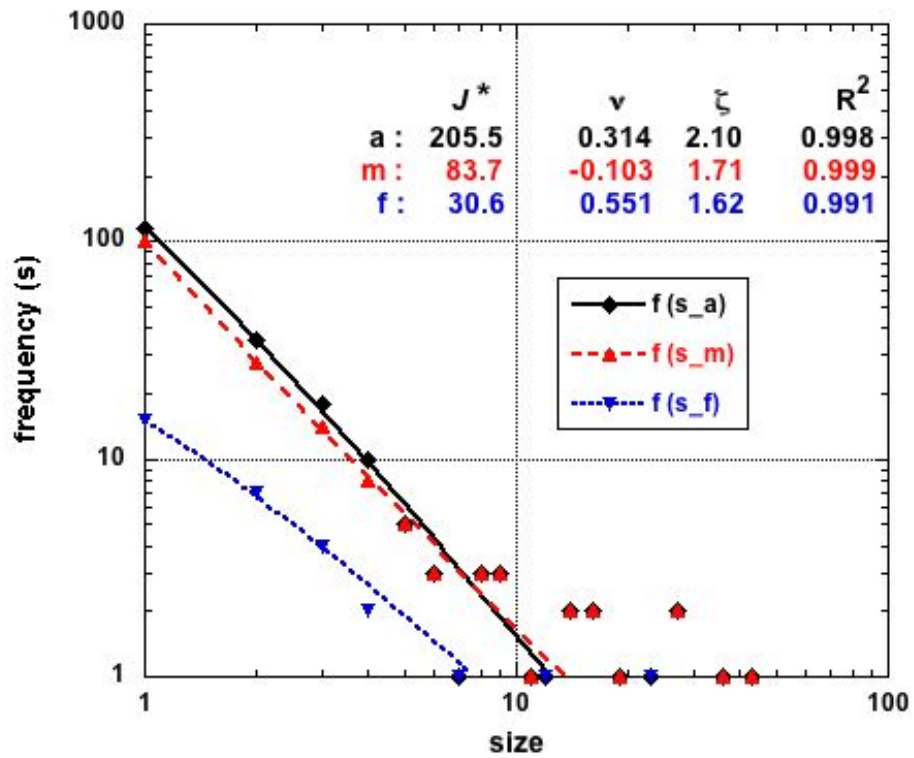 1000
J* ν ζ R²
a : 205.5 0.314 2.10 0.998
m : 83.7 -0.103 1.71 0.999
f : 30.6 0.551 1.62 0.991
100
f (s_a)
f (s_m)
f (s_f)
frequency (s)
10
1
1 10 100
size